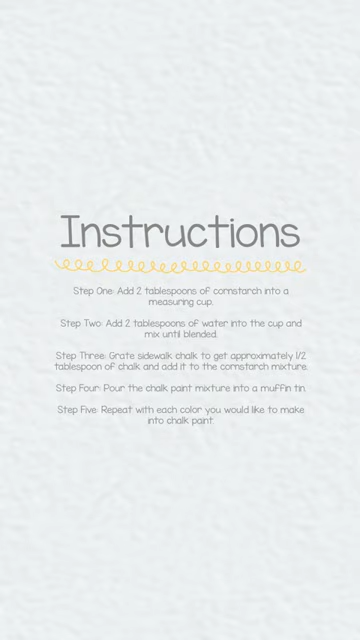 Instructions
Step One: Add 2 tablespoons of cornstarch into a
measuring cup.
Step Two: Add 2 tablespoons of water into the cup and
mix until blended.
Step Three: Grate sidewalk chalk to get approximately 1/2
tablespoon of chalk and add it to the cornstarch mixture.
Step Four: Pour the chalk paint mixture into a muffin tin.
Step Five: Repeat with each color you would like to make
into chalk paint.